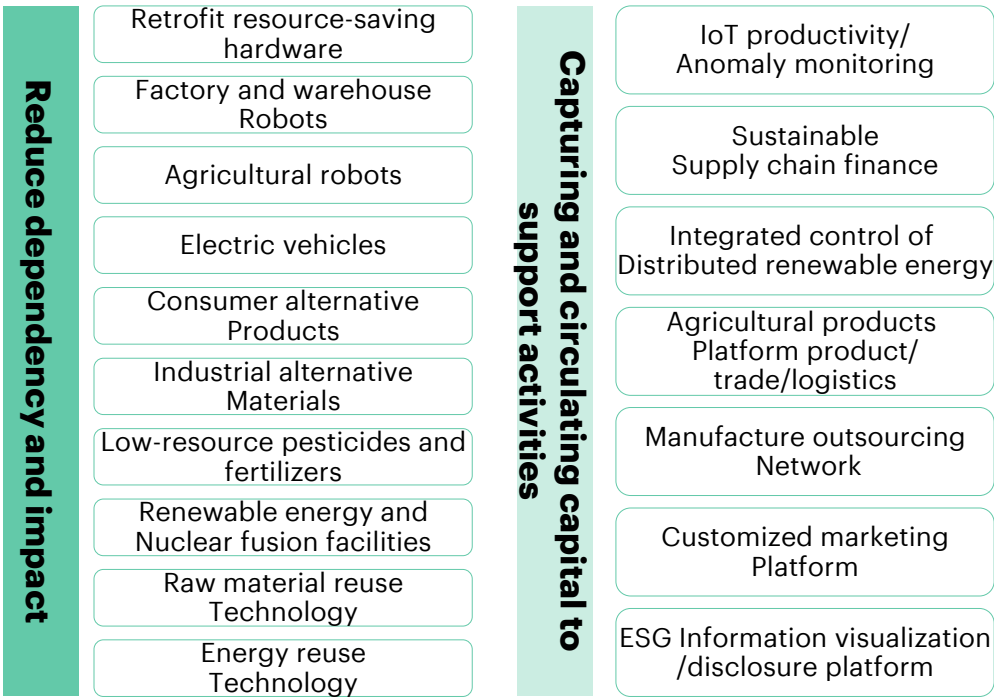 Reduce dependency and impact
Retrofit resource-saving
hardware
Factory and warehouse
Robots
Agricultural robots
Electric vehicles
Consumer alternative
Products
Industrial alternative
Materials
Low-resource pesticides and
fertilizers
Renewable energy and
Nuclear fusion facilities
Raw material reuse
Technology
Energy reuse
Technology
Capturing and circulating capital to
support activities
IoT productivity/
Anomaly monitoring
Sustainable
Supply chain finance
Integrated control of
Distributed renewable energy
Agricultural products
Platform product/
trade/logistics
Manufacture outsourcing
Network
Customized marketing
Platform
ESG Information visualization
/disclosure platform